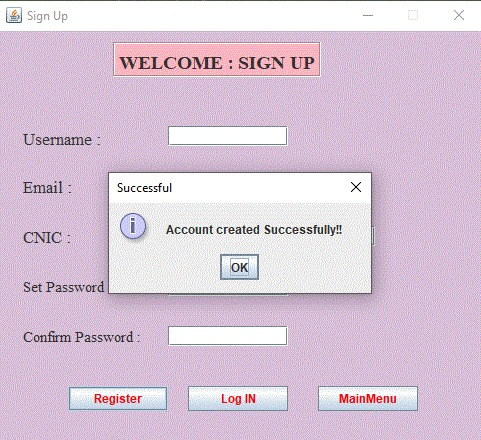 Sign Up
WELCOME : SIGN UP
Username :
Email :
Successful
Account created Successfully!!
OK
CNIC :
Set Password
Confirm Password :
Register
Log IN
MainMenu